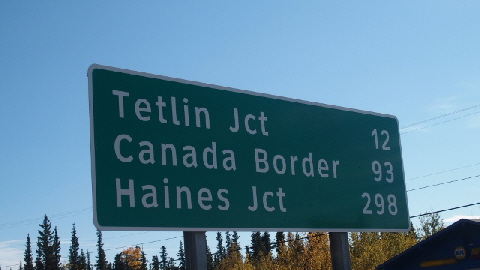 Tetlin Jct 12
Canada Border 93
Haines Jct 298